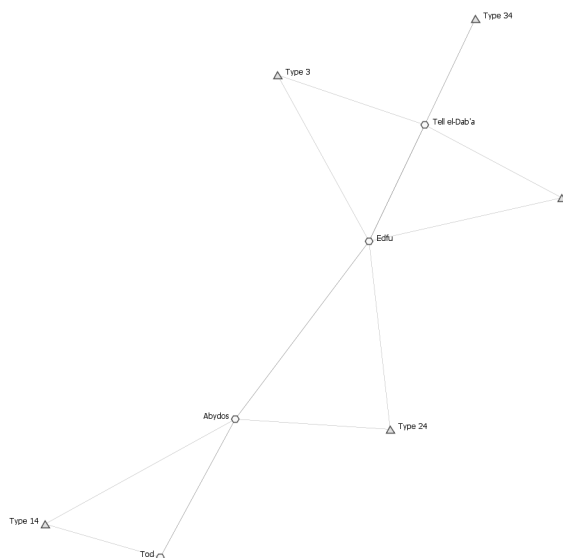 Type 34
Type 3
Tell el-Dab'a
Edfu
Abydos
Type 24
Type 14
Tod